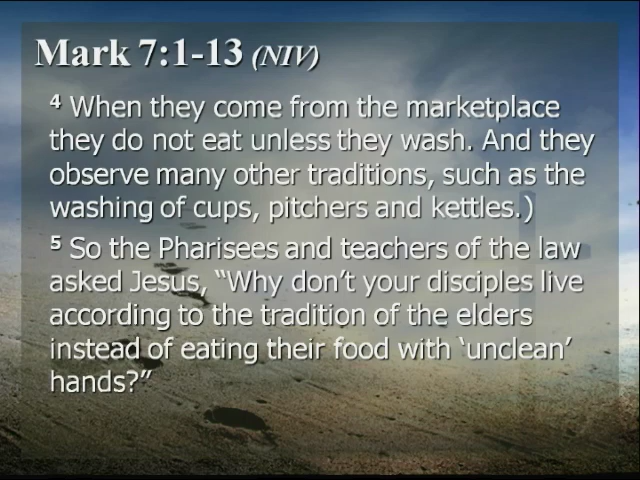 Mark 7:1-13 (NIV)
4 When they come from the marketplace
they do not eat unless they wash. And they
observe many other traditions, such as the
washing of cups, pitchers and kettles.)
5 So the Pharisees and teachers of the law
asked Jesus, “Why don’t your disciples live
according to the tradition of the elders
instead of eating their food with ‘unclean’
hands?”